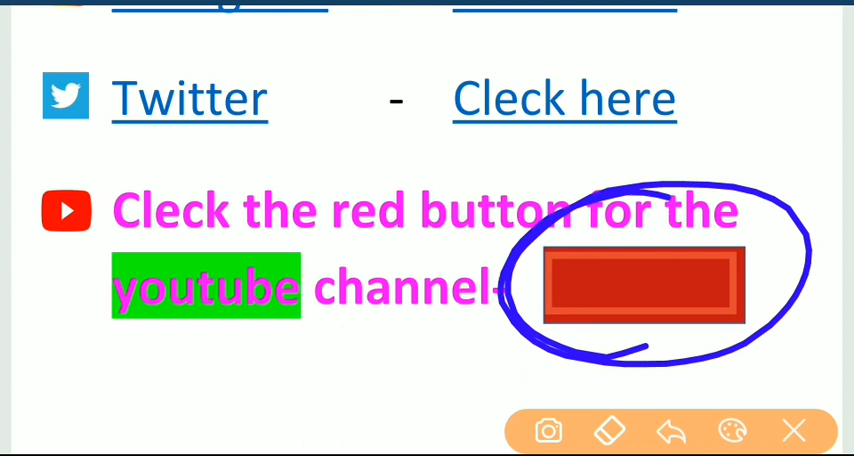 Twitter - Cleck here
Cleck the red button for the
youtube channel-